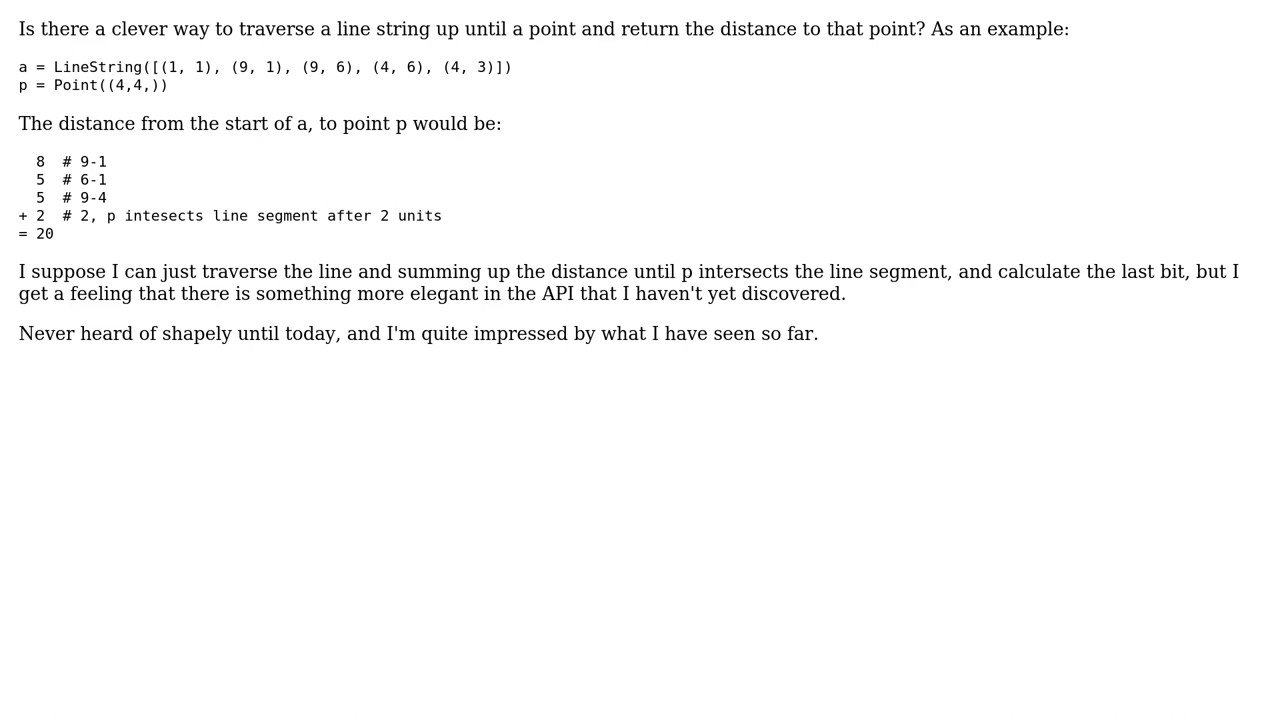 Is there a clever way to traverse a line string up until a point and return the distance to that point? As an example:
a = LineString([(1, 1), (9, 1), (9, 6), (4, 6), (4, 3)])
p = Point((4,4,))
The distance from the start of a, to point p would be:
  8  # 9-1
  5  # 6-1
  5  # 9-4
+ 2  # 2, p intesects line segment after 2 units
= 20
I suppose I can just traverse the line and summing up the distance until p intersects the line segment, and calculate the last bit, but I
get a feeling that there is something more elegant in the API that I haven't yet discovered.
Never heard of shapely until today, and I'm quite impressed by what I have seen so far.